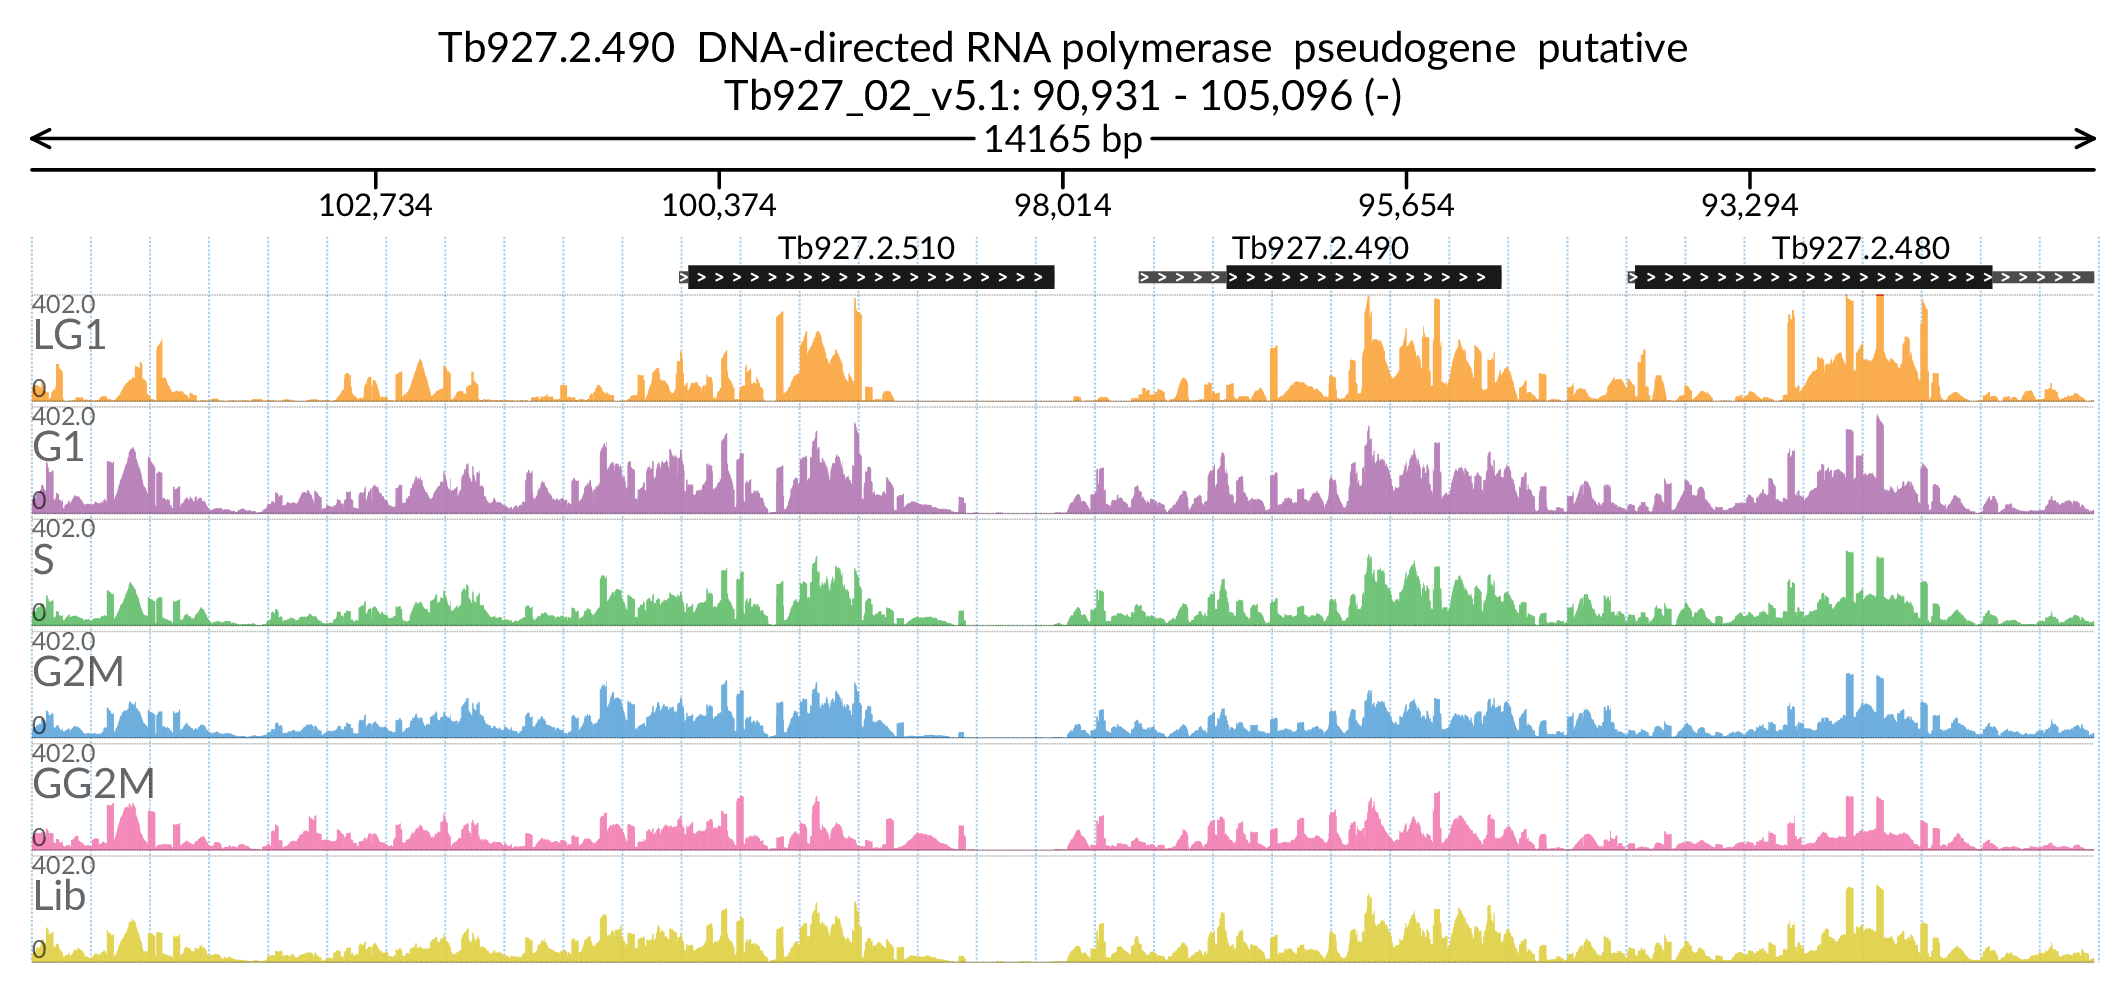 Tb927.2.490 DNA-directed RNA polymerase pseudogene putative
Tb927_02_v5.1: 90,931 - 105,096 (-)
14165 bp
102,734 100,374 98,014 95,654 93,294
Tb927.2.510 Tb927.2.490 Tb927.2.480
402.0
LG1
0
402.0
G1
0
402.0
S
0
402.0
G2M
0
402.0
GG2M
0
402.0
Lib
0